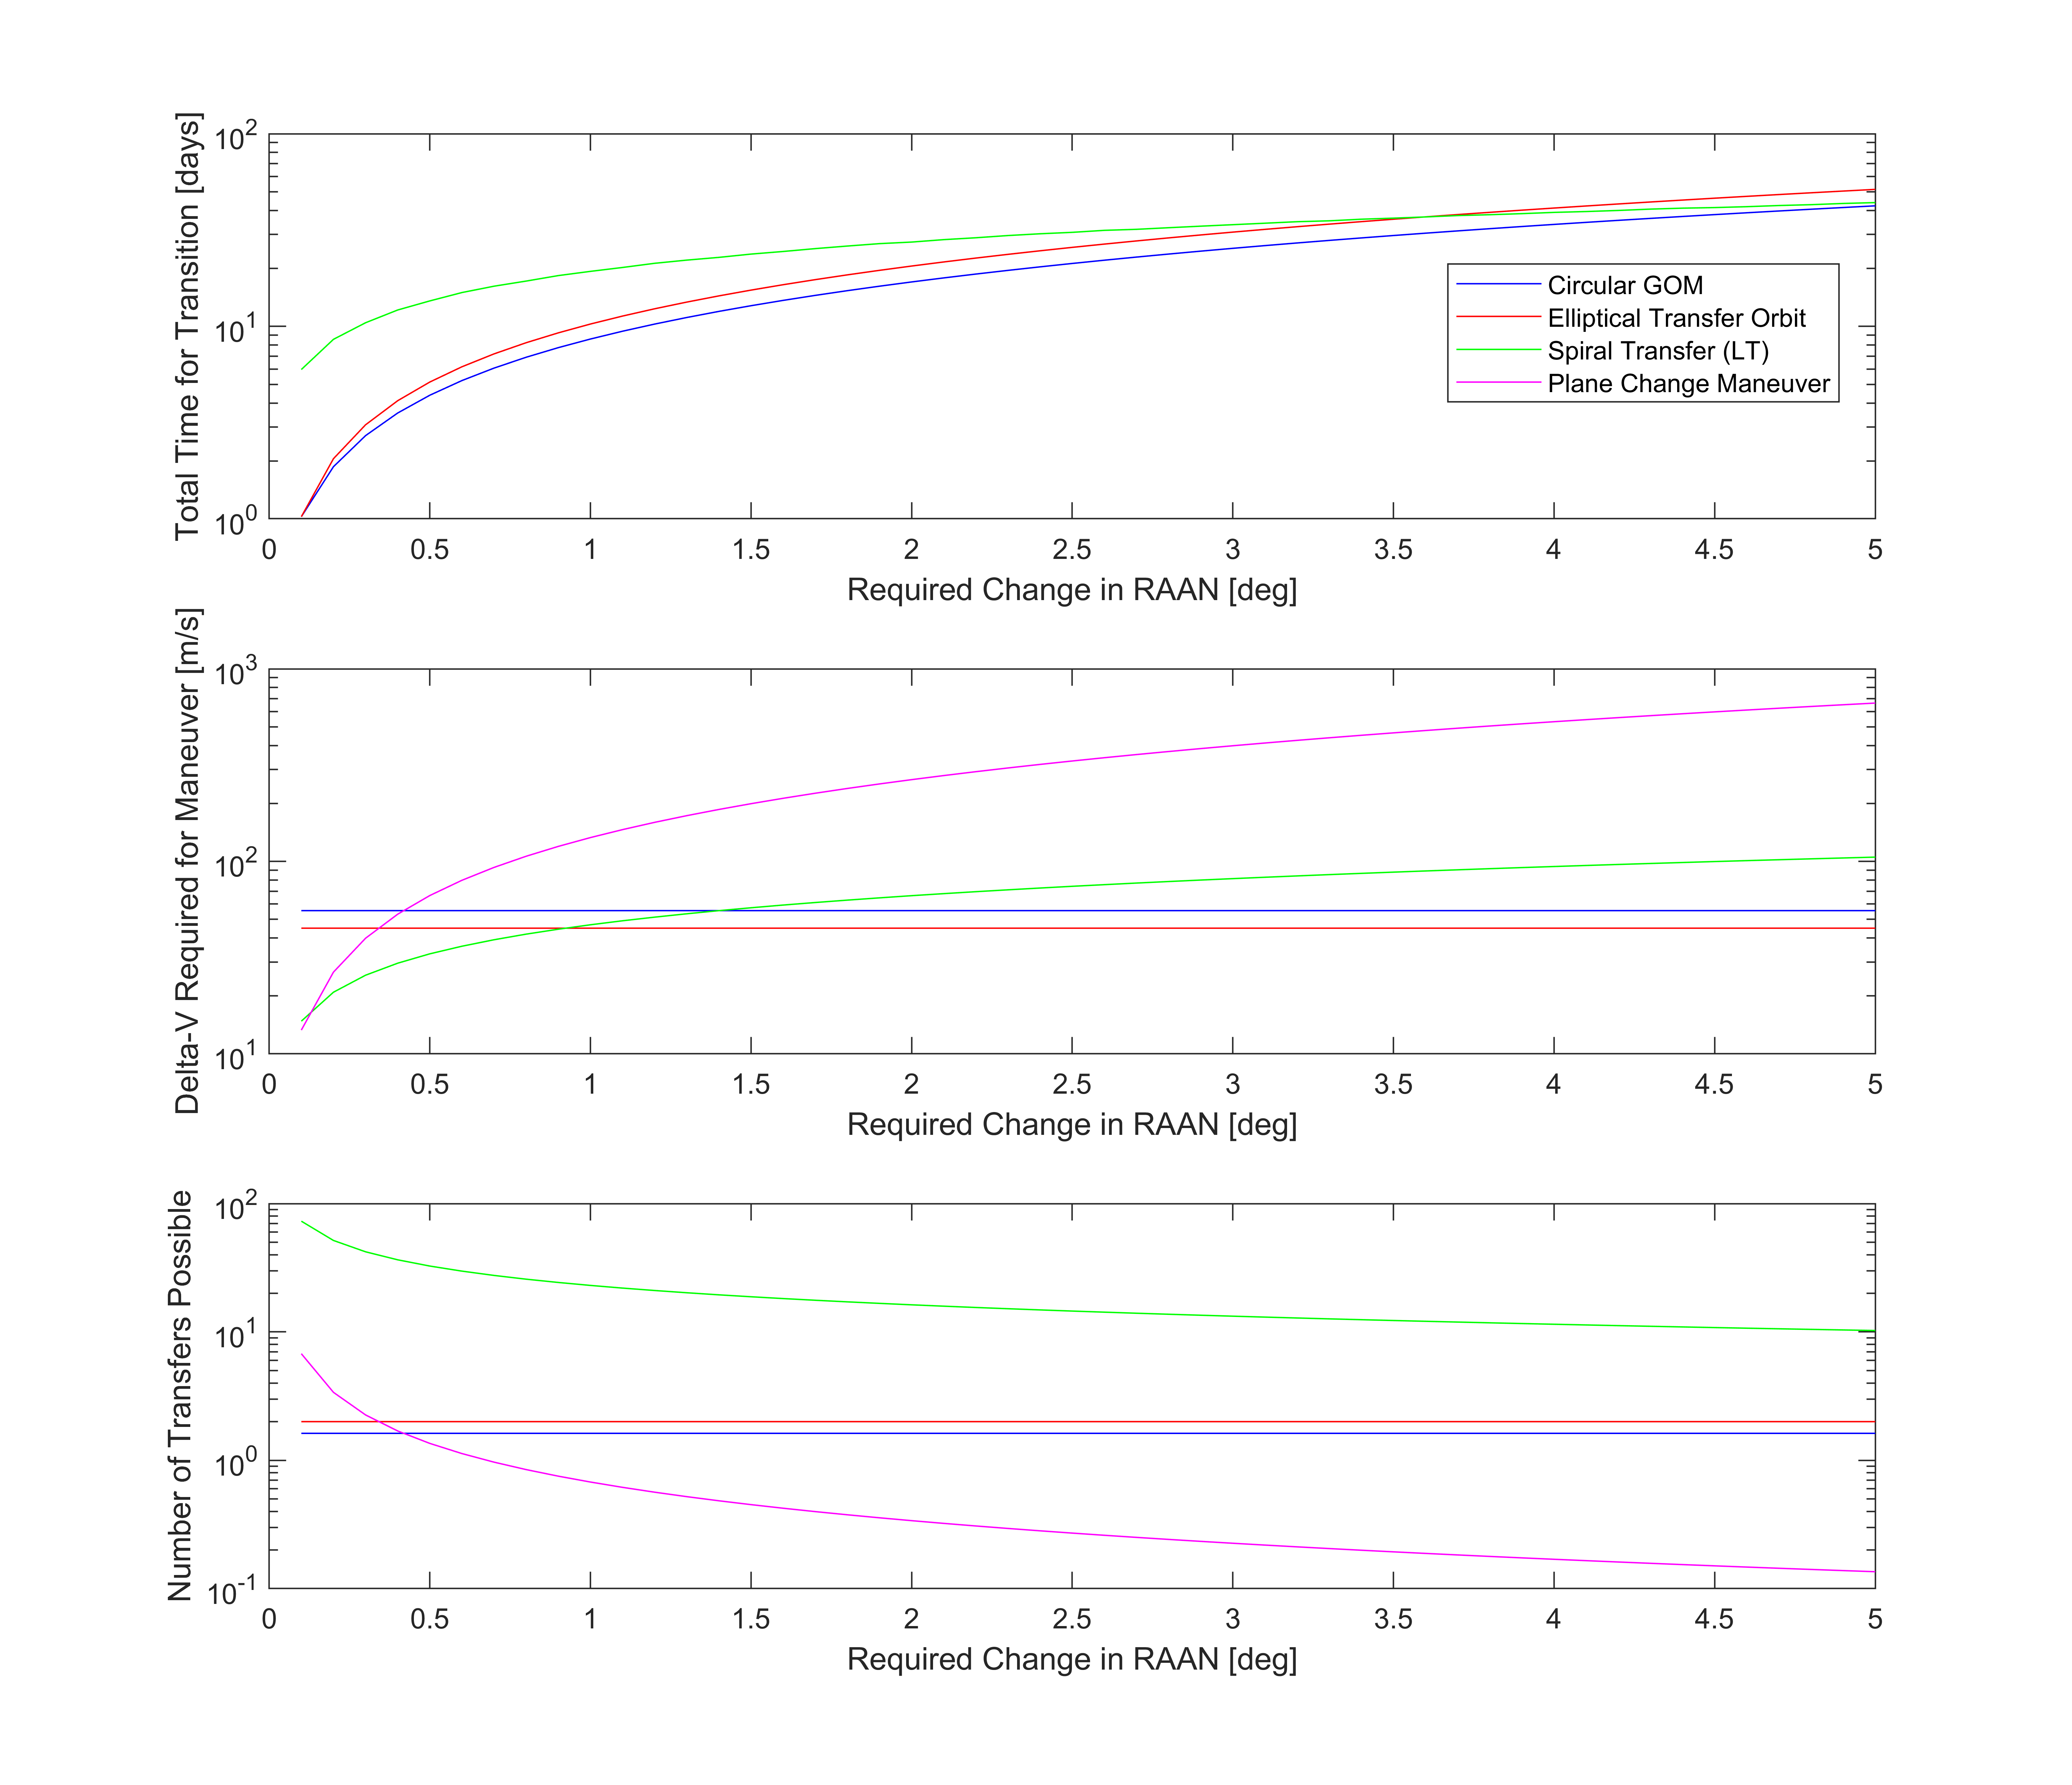 Total Time for Transition [days]
10^2
10^1
10^0
0 0.5 1 1.5 2 2.5 3 3.5 4 4.5 5
Required Change in RAAN [deg]
Circular GOM
Elliptical Transfer Orbit
Spiral Transfer (LT)
Plane Change Maneuver
Delta-V Required for Maneuver [m/s]
10^3
10^2
10^1
0 0.5 1 1.5 2 2.5 3 3.5 4 4.5 5
Required Change in RAAN [deg]
Number of Transfers Possible
10^2
10^1
10^0
10^-1
0 0.5 1 1.5 2 2.5 3 3.5 4 4.5 5
Required Change in RAAN [deg]